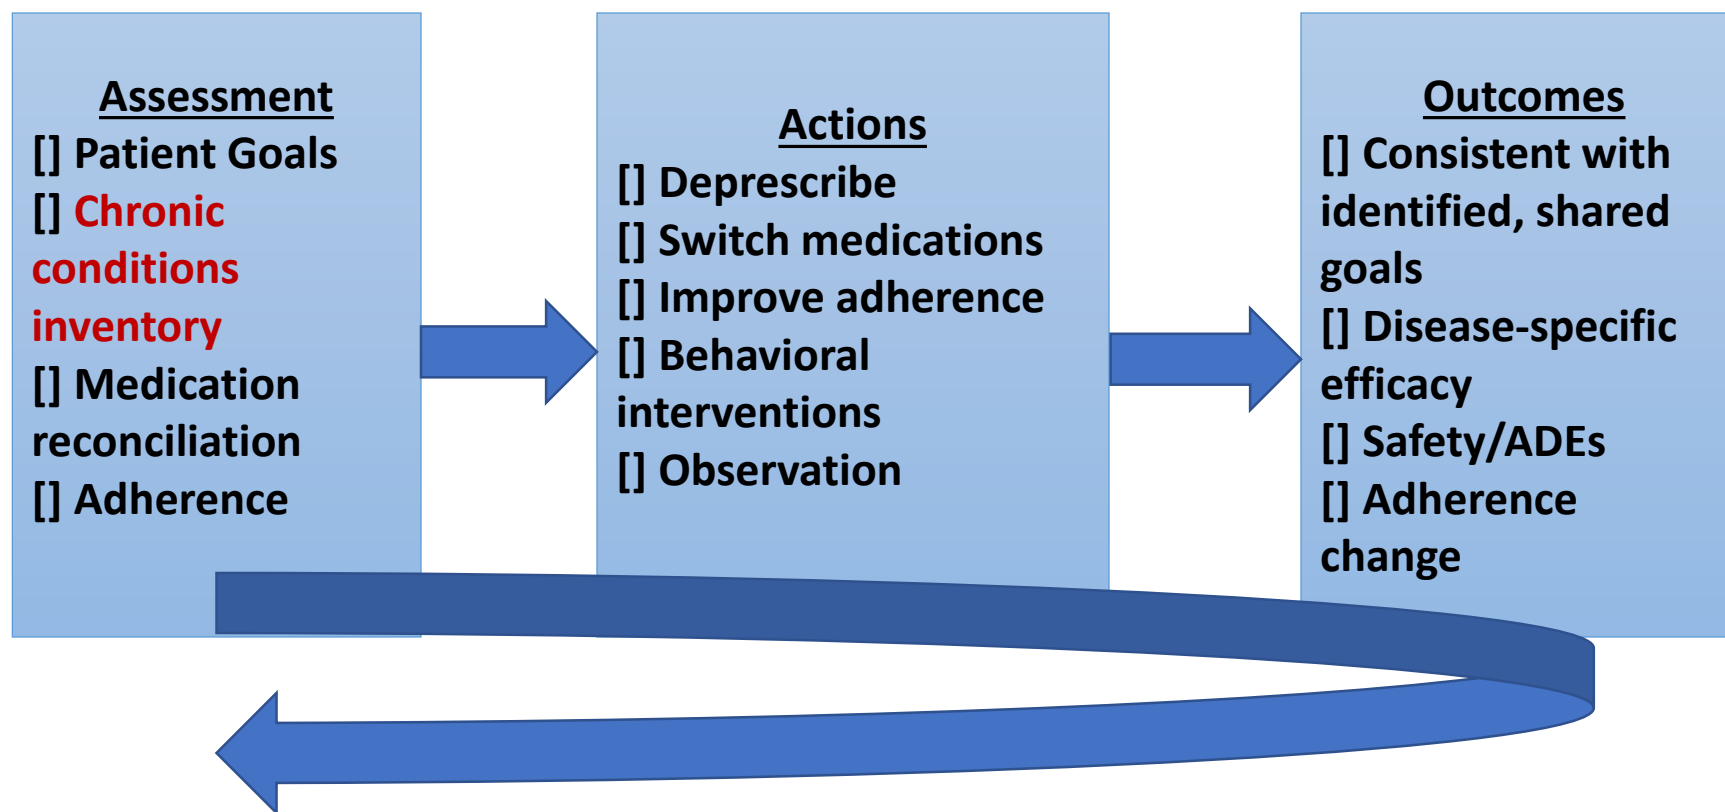 Assessment
[] Patient Goals
[] Chronic
conditions
inventory
[] Medication
reconciliation
[] Adherence
Actions
[] Deprescribe
[] Switch medications
[] Improve adherence
[] Behavioral
interventions
[] Observation
Outcomes
[] Consistent with
identified, shared
goals
[] Disease-specific
efficacy
[] Safety/ADEs
[] Adherence
change